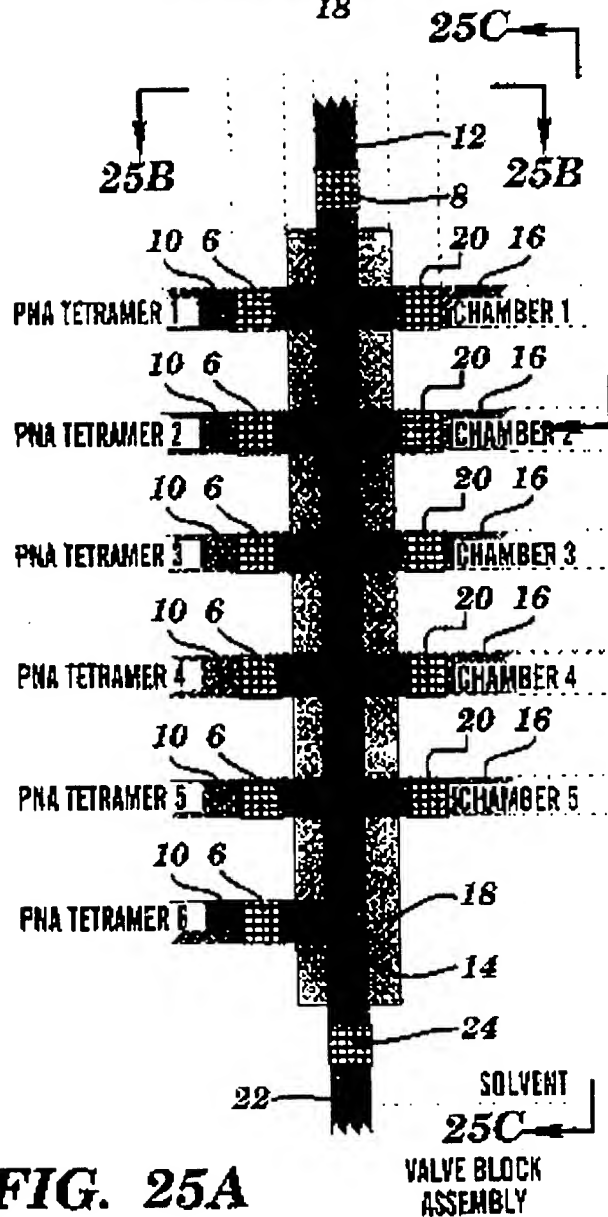 18
25C
25B 25B
12
8
10 6 20 16
PNA TETRAMER 1 CHAMBER 1
10 6 20 16
PNA TETRAMER 2 CHAMBER 2
10 6 20 16
PNA TETRAMER 3 CHAMBER 3
10 6 20 16
PNA TETRAMER 4 CHAMBER 4
10 6 20 16
PNA TETRAMER 5 CHAMBER 5
10 6
PNA TETRAMER 6
18
14
24
SOLVENT
22
25C
FIG. 25A
VALVE BLOCK
ASSEMBLY